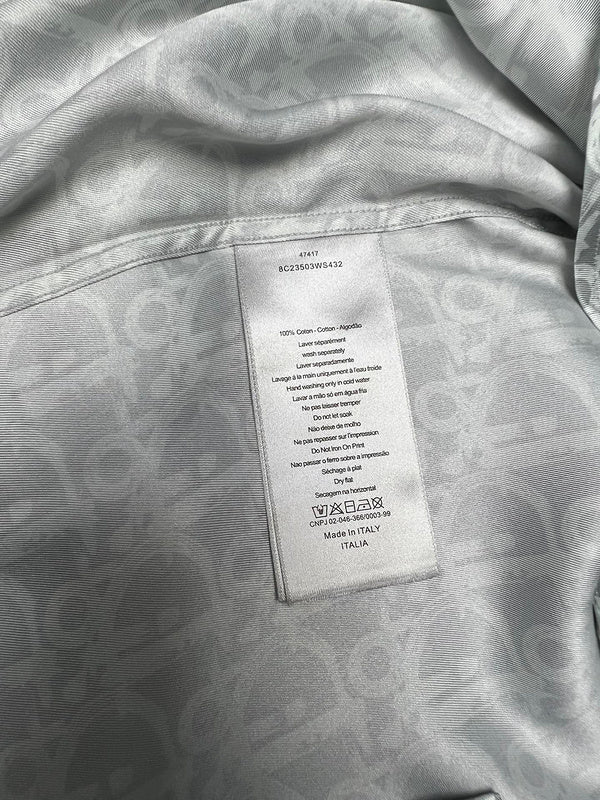 47417
8C23503WS432
100% Coton - Cotton - Algodão
Laver séparément
wash separately
Laver separadamente
Lavage à la main uniquement à l'eau froide
Hand washing only in cold water
Lavar a mão só em água fria
Ne pas laisser tremper
Do not let soak
Não deixe de molho
Ne pas repasser sur l'impression
Do Not Iron On Print
Nao passar o ferro sobre a impressão
Séchage à plat
Dry flat
Secagem na horizontal
CNPJ 02-046-366/0003-99
Made In ITALY
ITALIA